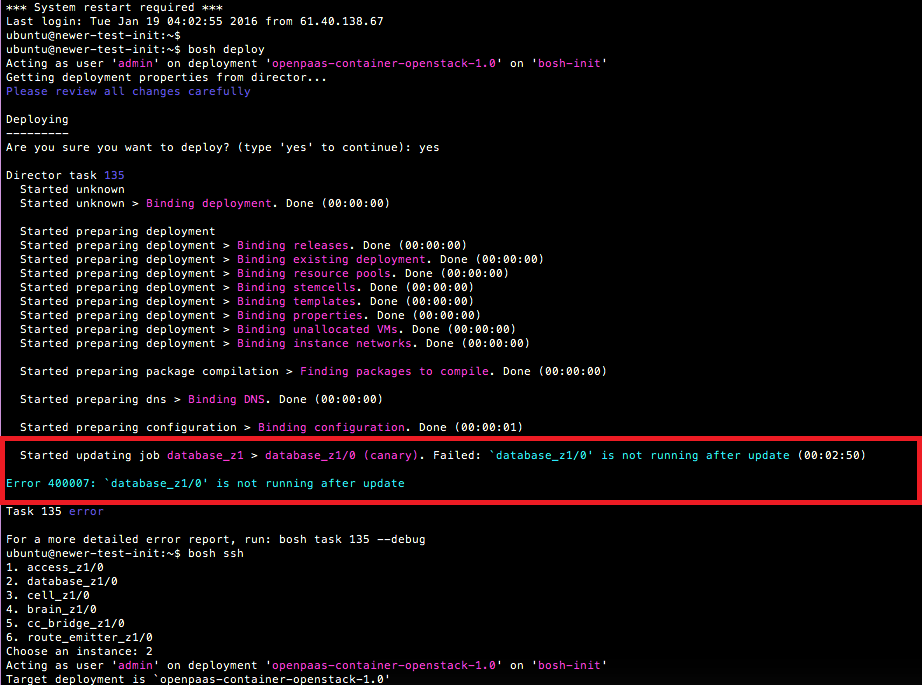 *** System restart required ***
Last login: Tue Jan 19 04:02:55 2016 from 61.40.138.67
ubuntu@newer-test-init:~$
ubuntu@newer-test-init:~$ bosh deploy
Acting as user 'admin' on deployment 'openpaas-container-openstack-1.0' on 'bosh-init'
Getting deployment properties from director...
Please review all changes carefully
Deploying
---------
Are you sure you want to deploy? (type 'yes' to continue): yes
Director task 135
Started unknown
Started unknown > Binding deployment. Done (00:00:00)
Started preparing deployment
Started preparing deployment > Binding releases. Done (00:00:00)
Started preparing deployment > Binding existing deployment. Done (00:00:00)
Started preparing deployment > Binding resource pools. Done (00:00:00)
Started preparing deployment > Binding stemcells. Done (00:00:00)
Started preparing deployment > Binding templates. Done (00:00:00)
Started preparing deployment > Binding properties. Done (00:00:00)
Started preparing deployment > Binding unallocated VMs. Done (00:00:00)
Started preparing deployment > Binding instance networks. Done (00:00:00)
Started preparing package compilation > Finding packages to compile. Done (00:00:00)
Started preparing dns > Binding DNS. Done (00:00:00)
Started preparing configuration > Binding configuration. Done (00:00:01)
Started updating job database_z1 > database_z1/0 (canary). Failed: `database_z1/0' is not running after update (00:02:50)
Error 400007: `database_z1/0' is not running after update
Task 135 error
For a more detailed error report, run: bosh task 135 --debug
ubuntu@newer-test-init:~$ bosh ssh
1. access_z1/0
2. database_z1/0
3. cell_z1/0
4. brain_z1/0
5. cc_bridge_z1/0
6. route_emitter_z1/0
Choose an instance: 2
Acting as user 'admin' on deployment 'openpaas-container-openstack-1.0' on 'bosh-init'
Target deployment is `openpaas-container-openstack-1.0'